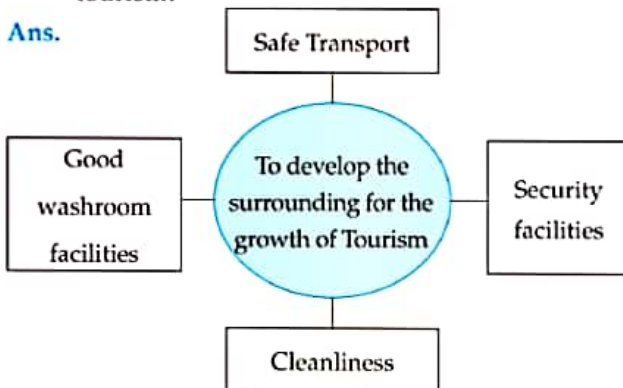 Ans.
Safe Transport
Good
washroom
facilities
To develop the
surrounding for the
growth of Tourism
Security
facilities
Cleanliness